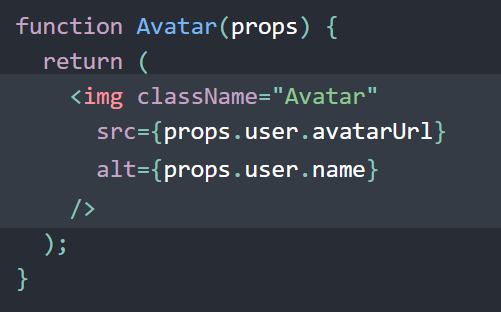 function Avatar(props) {
  return (
    <img className="Avatar"
      src={props.user.avatarUrl}
      alt={props.user.name}
    />
  );
}